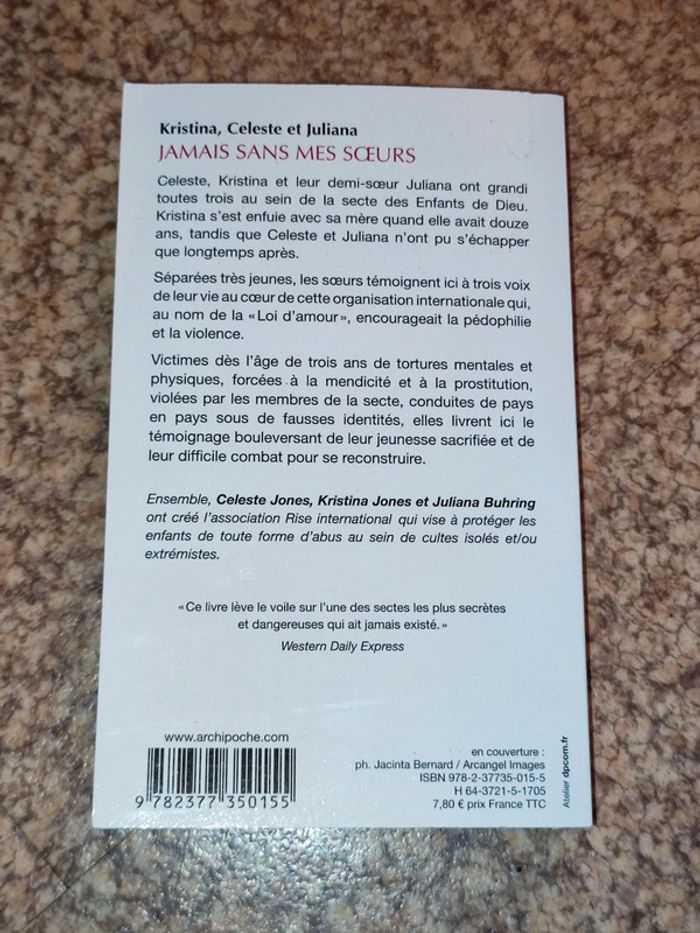 Kristina, Celeste et Juliana
JAMAIS SANS MES SŒURS
Celeste, Kristina et leur demi-sœur Juliana ont grandi
toutes trois au sein de la secte des Enfants de Dieu.
Kristina s'est enfuie avec sa mère quand elle avait douze
ans, tandis que Celeste et Juliana n'ont pu s'échapper
que longtemps après.
Séparées très jeunes, les sœurs témoignent ici à trois voix
de leur vie au cœur de cette organisation internationale qui,
au nom de la « Loi d'amour », encourageait la pédophilie
et la violence.
Victimes dès l'âge de trois ans de tortures mentales et
physiques, forcées à la mendicité et à la prostitution,
violées par les membres de la secte, conduites de pays
en pays sous de fausses identités, elles livrent ici le
témoignage bouleversant de leur jeunesse sacrifiée et de
leur difficile combat pour se reconstruire.
Ensemble, Celeste Jones, Kristina Jones et Juliana Buhring
ont créé l'association Rise international qui vise à protéger les
enfants de toute forme d'abus au sein de cultes isolés et/ou
extrémistes.
« Ce livre lève le voile sur l'une des sectes les plus secrètes
et dangereuses qui ait jamais existé. »
Western Daily Express
www.archipoche.com
9 782377 350155
en couverture :
ph. Jacinta Bernard / Arcangel Images
ISBN 978-2-37735-015-5
H 64-3721-5-1705
7,80 € prix France TTC
Atelier dpcom.fr